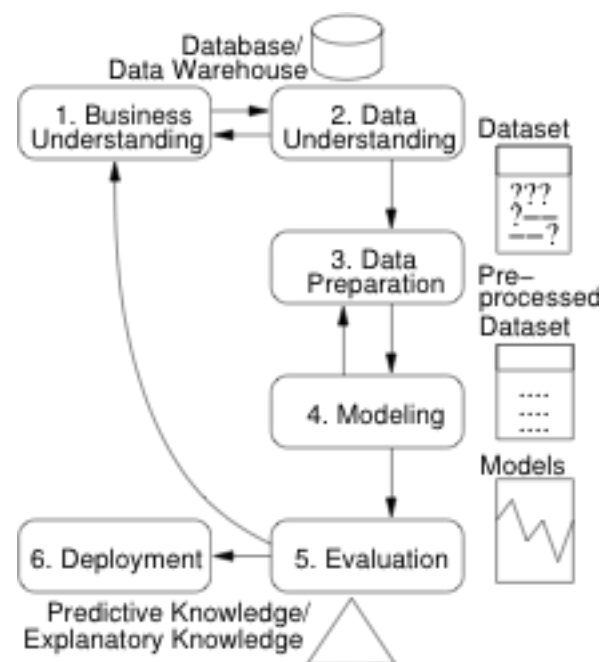 Database/
Data Warehouse
1. Business
Understanding
2. Data
Understanding
Dataset
???
?––
––?
3. Data
Preparation
Pre–
processed
Dataset
....
....
....
4. Modeling
Models
6. Deployment
5. Evaluation
Predictive Knowledge/
Explanatory Knowledge